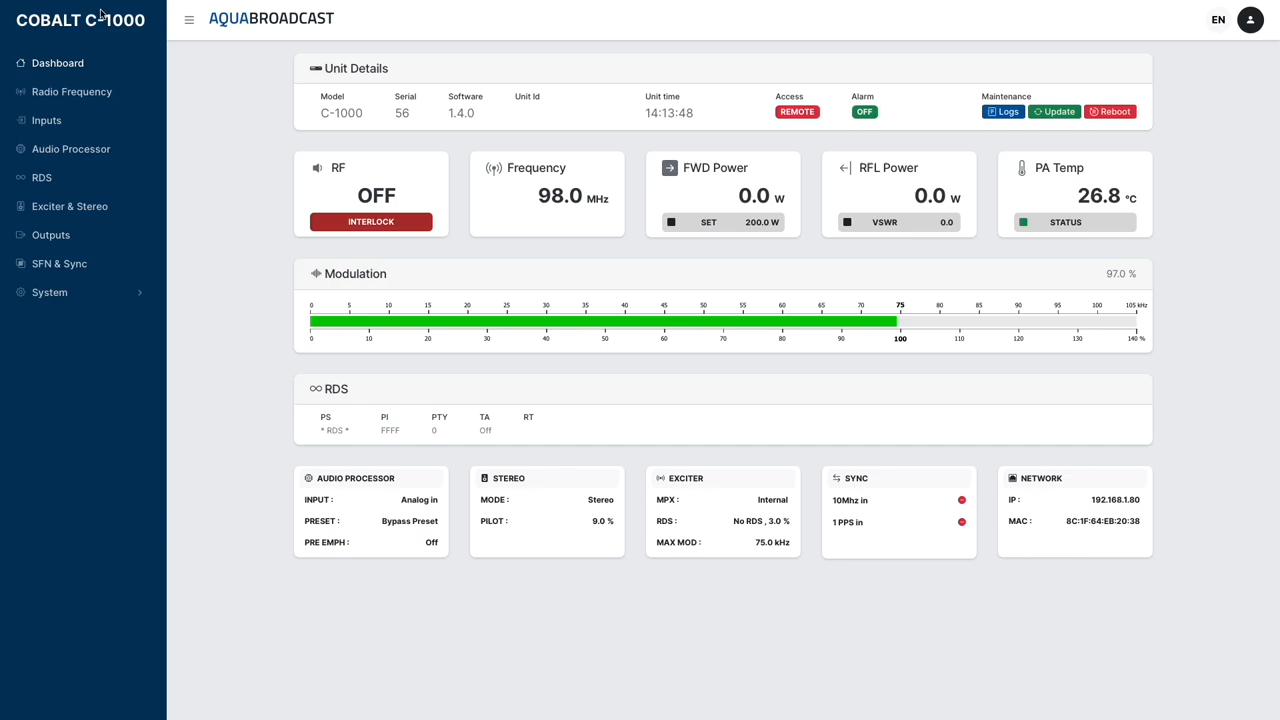 COBALT C-1000
AQUABROADCAST
EN
Dashboard
Radio Frequency
Inputs
Audio Processor
RDS
Exciter & Stereo
Outputs
SFN & Sync
System
Unit Details
Model Serial Software Unit Id Unit time Access Alarm Maintenance
C-1000 56 1.4.0 14:13:48 REMOTE OFF Logs Update Reboot
RF
OFF
INTERLOCK
Frequency
98.0 MHz
FWD Power
0.0 W
SET 200.0 W
RFL Power
0.0 W
VSWR 0.0
PA Temp
26.8 °C
STATUS
Modulation 97.0 %
0 5 10 15 20 25 30 35 40 45 50 55 60 65 70 75 80 85 90 95 100 105 kHz
0 10 20 30 40 50 60 70 80 90 100 110 120 130 140 %
RDS
PS PI PTY TA RT
* RDS * FFFF 0 Off
AUDIO PROCESSOR
INPUT : Analog in
PRESET : Bypass Preset
PRE EMPH : Off
STEREO
MODE : Stereo
PILOT : 9.0 %
EXCITER
MPX : Internal
RDS : No RDS , 3.0 %
MAX MOD : 75.0 kHz
SYNC
10Mhz in
1 PPS in
NETWORK
IP : 192.168.1.80
MAC : 8C:1F:64:EB:20:38